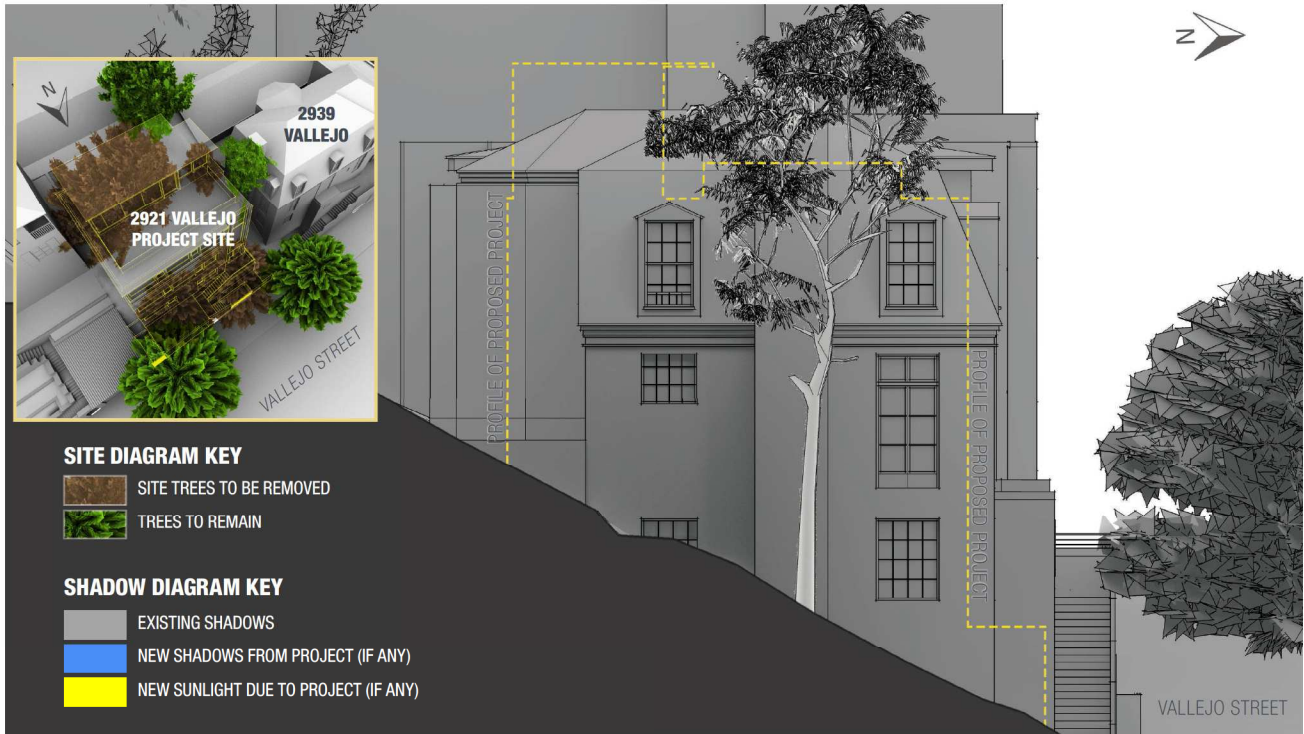 N
N
2939
VALLEJO
2921 VALLEJO
PROJECT SITE
VALLEJO STREET
PROFILE OF PROPOSED PROJECT
PROFILE OF PROPOSED PROJECT
SITE DIAGRAM KEY
SITE TREES TO BE REMOVED
TREES TO REMAIN
SHADOW DIAGRAM KEY
EXISTING SHADOWS
NEW SHADOWS FROM PROJECT (IF ANY)
NEW SUNLIGHT DUE TO PROJECT (IF ANY)
VALLEJO STREET